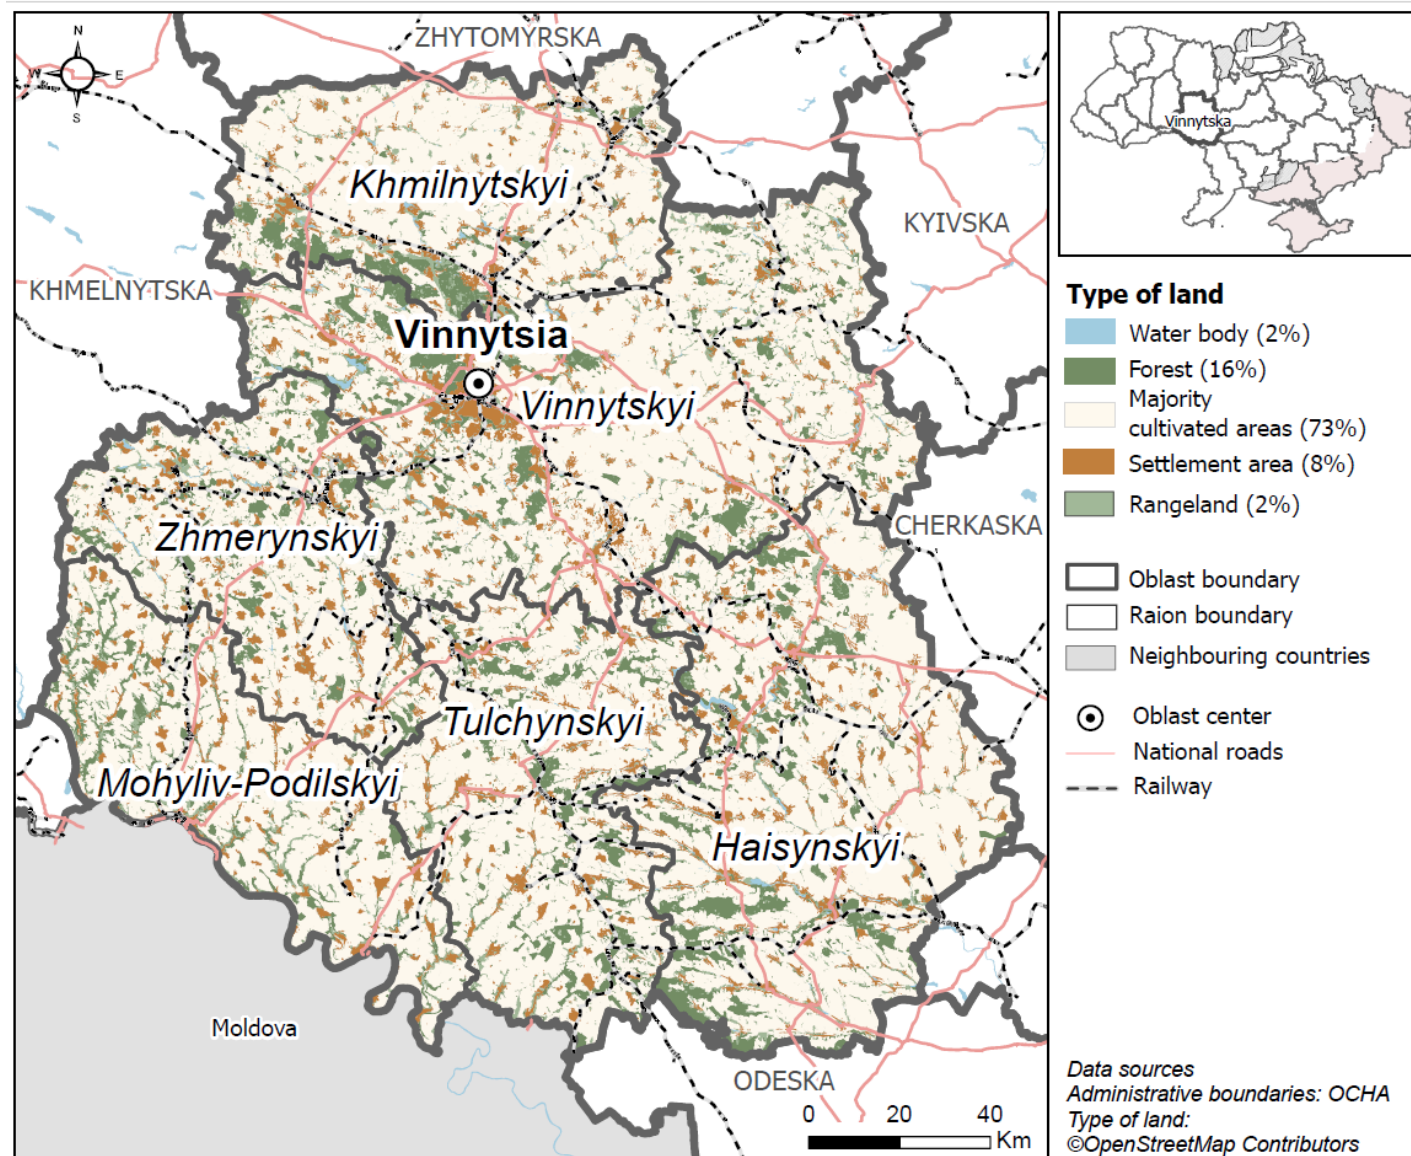 N
W
E
S
ZHYTOMYRSKA
Khmilnytskyi
KYIVSKA
KHMELNYTSKA
Vinnytsia
Vinnytskyi
CHERKASKA
Zhmerynskyi
Tulchynskyi
Mohyliv-Podilskyi
Haisynskyi
Moldova
ODESKA
0 20 40
Km
Vinnytska
Type of land
Water body (2%)
Forest (16%)
Majority
cultivated areas (73%)
Settlement area (8%)
Rangeland (2%)
Oblast boundary
Raion boundary
Neighbouring countries
Oblast center
National roads
Railway
Data sources
Administrative boundaries: OCHA
Type of land:
©OpenStreetMap Contributors